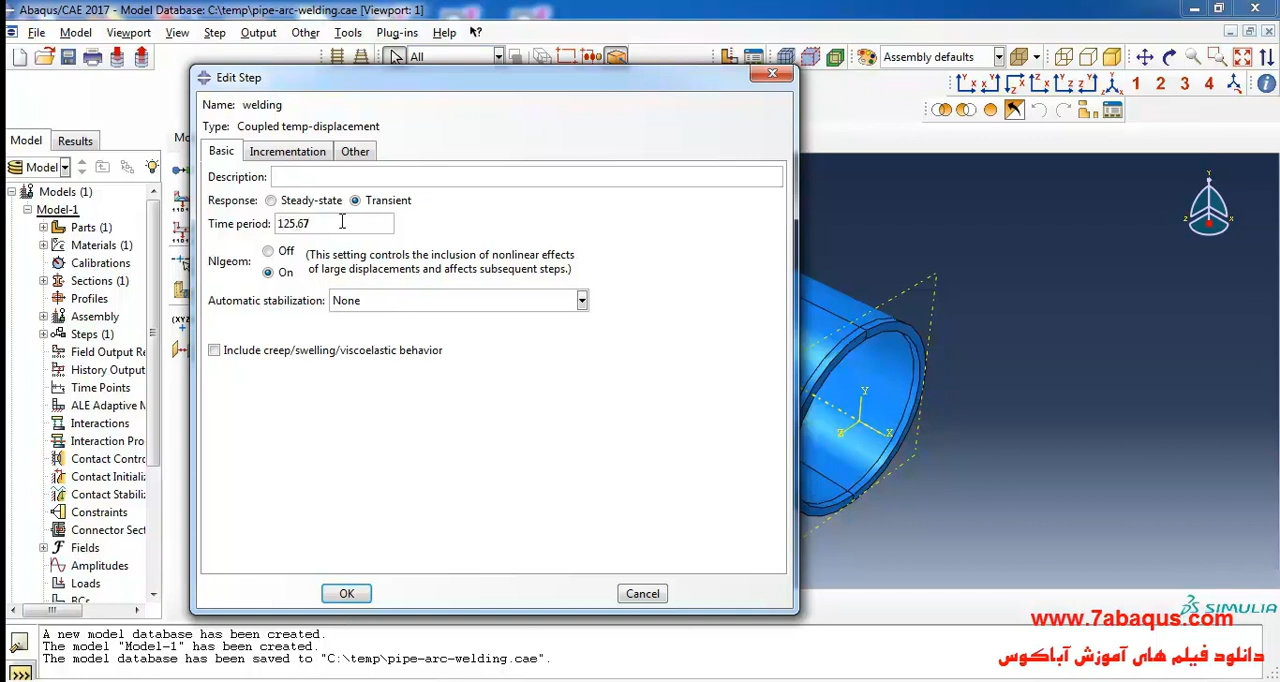 Abaqus/CAE 2017 - Model Database: C:\temp\pipe-arc-welding.cae [Viewport: 1]
File Model Viewport View Step Output Other Tools Plug-ins Help
All
Assembly defaults
1 2 3 4
Edit Step
Name: welding
Type: Coupled temp-displacement
Basic Incrementation Other
Description:
Response: Steady-state Transient
Time period: 125.67
Nlgeom: Off On (This setting controls the inclusion of nonlinear effects
of large displacements and affects subsequent steps.)
Automatic stabilization: None
Include creep/swelling/viscoelastic behavior
OK Cancel
Model Results
Model
Models (1)
Model-1
Parts (1)
Materials (1)
Calibrations
Sections (1)
Profiles
Assembly
Steps (1)
Field Output Re
History Output
Time Points
ALE Adaptive M
Interactions
Interaction Pro
Contact Contro
Contact Initializ
Contact Stabiliz
Constraints
Connector Sect
Fields
Amplitudes
Loads
BCs
Mo
(XYZ)
Y
Z
X
Y
Z
X
SIMULIA
A new model database has been created.
The model "Model-1" has been created.
The model database has been saved to "C:\temp\pipe-arc-welding.cae".
>>>
www.7abaqus.com
دانلود فیلم های آموزش آباکوس